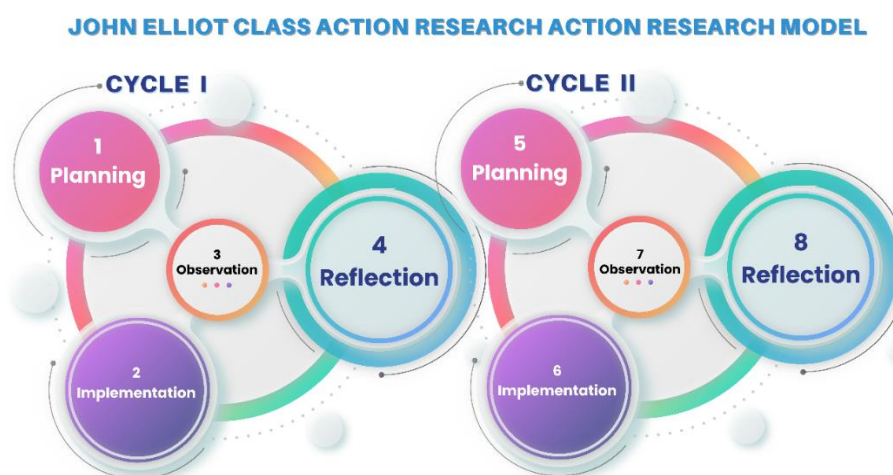 JOHN ELLIOT CLASS ACTION RESEARCH ACTION RESEARCH MODEL
CYCLE I
1
Planning
2
Implementation
3
Observation
4
Reflection
CYCLE II
5
Planning
6
Implementation
7
Observation
8
Reflection